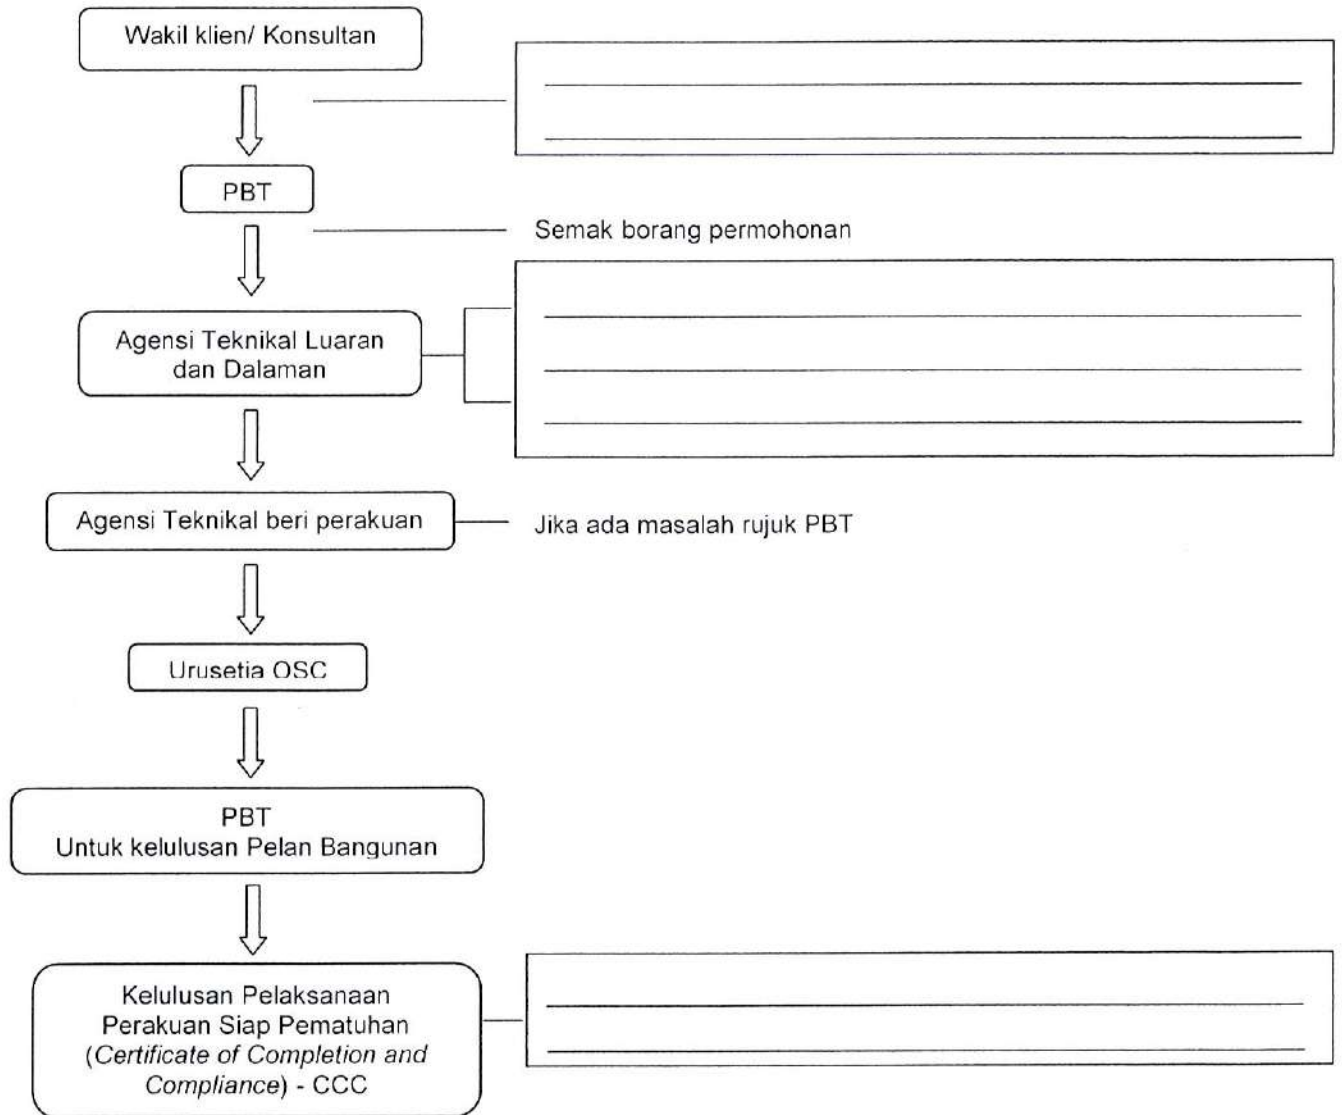 Wakil klien/ Konsultan
PBT
Semak borang permohonan
Agensi Teknikal Luaran
dan Dalaman
Agensi Teknikal beri perakuan
Jika ada masalah rujuk PBT
Urusetia OSC
PBT
Untuk kelulusan Pelan Bangunan
Kelulusan Pelaksanaan
Perakuan Siap Pematuhan
(Certificate of Completion and
Compliance) - CCC